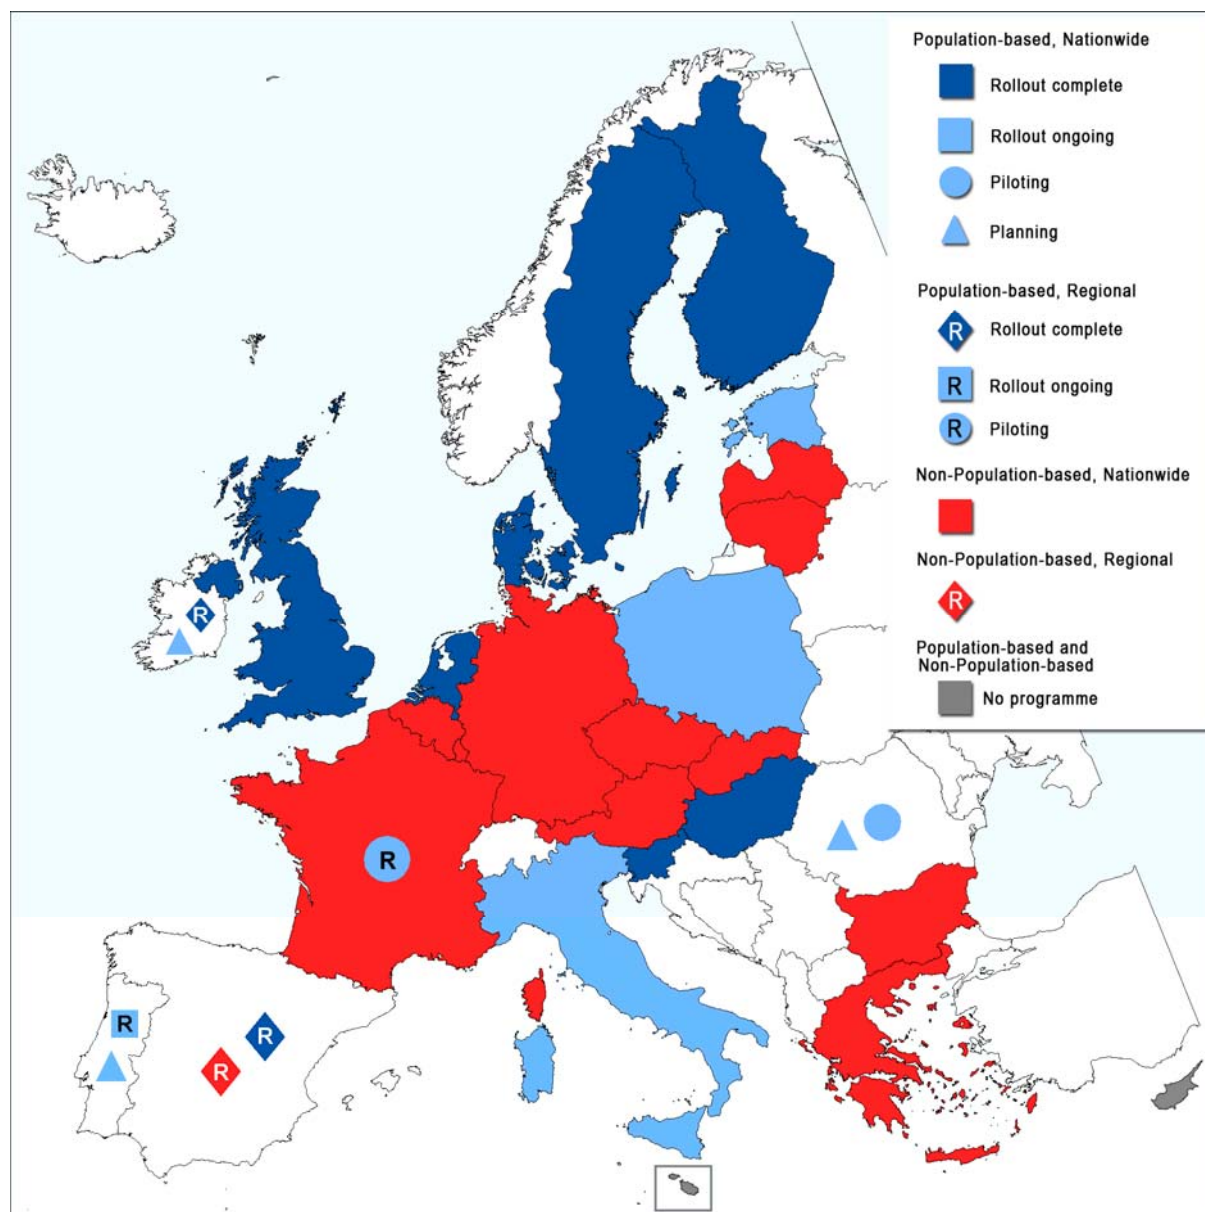 Population-based, Nationwide
Rollout complete
Rollout ongoing
Piloting
Planning
Population-based, Regional
R Rollout complete
R Rollout ongoing
R Piloting
Non-Population-based, Nationwide
Non-Population-based, Regional
R
Population-based and
Non-Population-based
No programme
R
R
R
R
R